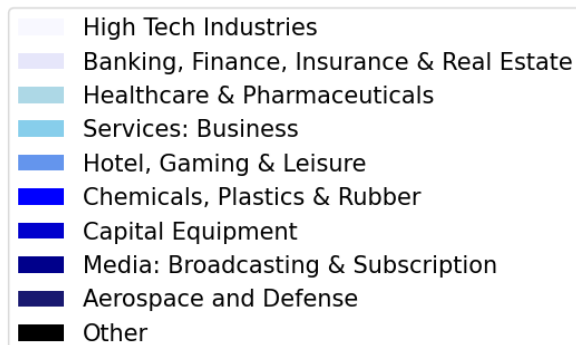 High Tech Industries
Banking, Finance, Insurance & Real Estate
Healthcare & Pharmaceuticals
Services: Business
Hotel, Gaming & Leisure
Chemicals, Plastics & Rubber
Capital Equipment
Media: Broadcasting & Subscription
Aerospace and Defense
Other